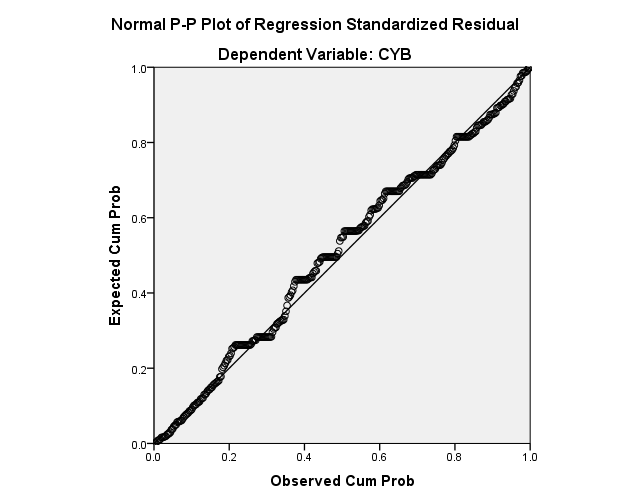 Normal P-P Plot of Regression Standardized Residual
Dependent Variable: CYB
1.0
0.8
0.6
0.4
0.2
0.0
Expected Cum Prob
0.0 0.2 0.4 0.6 0.8 1.0
Observed Cum Prob